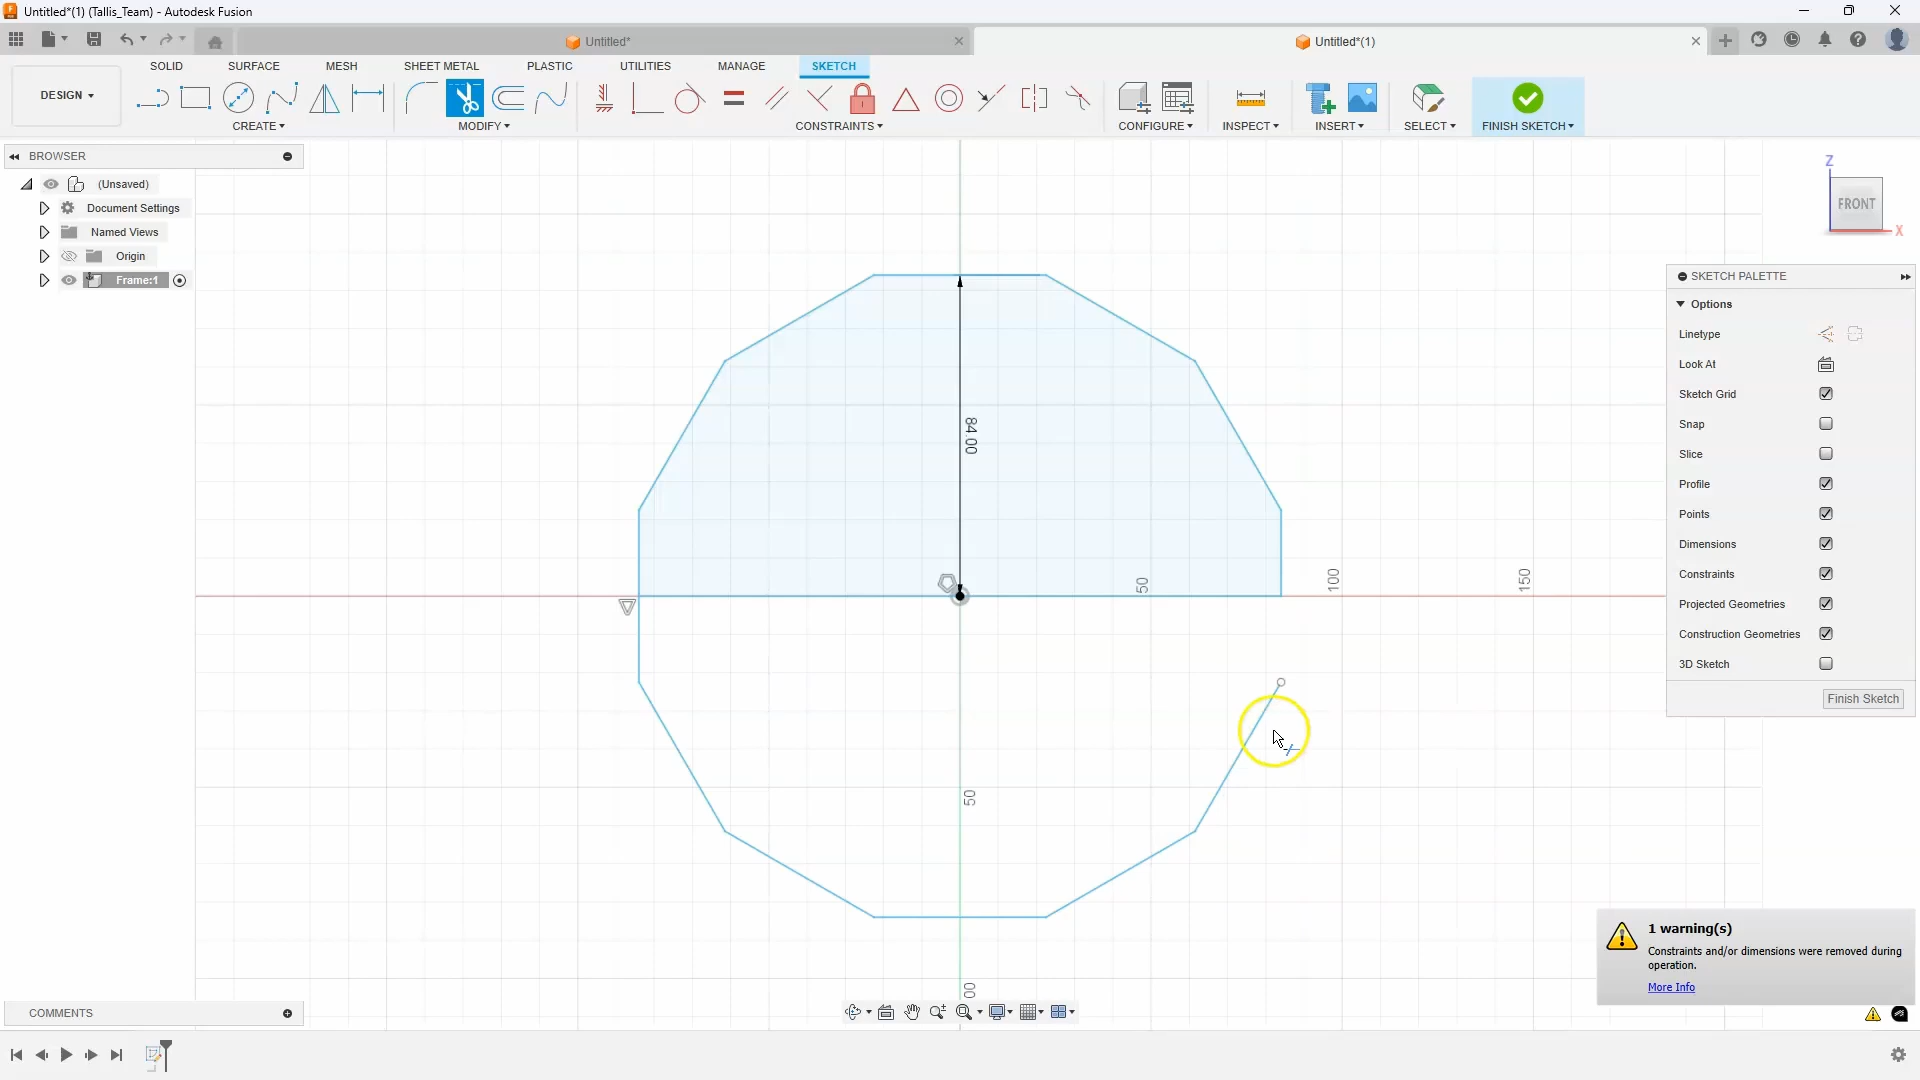 Untitled*(1) (Tallis_Team) - Autodesk Fusion
Untitled*
Untitled*(1)
SOLID
SURFACE
MESH
SHEET METAL
PLASTIC
UTILITIES
MANAGE
SKETCH
DESIGN
CREATE
MODIFY
CONSTRAINTS
CONFIGURE
INSPECT
INSERT
SELECT
FINISH SKETCH
BROWSER
(Unsaved)
Document Settings
Named Views
Origin
Frame:1
Z
FRONT
X
84.00
50
100
150
50
00
SKETCH PALETTE
Options
Linetype
Look At
Sketch Grid
Snap
Slice
Profile
Points
Dimensions
Constraints
Projected Geometries
Construction Geometries
3D Sketch
Finish Sketch
1 warning(s)
Constraints and/or dimensions were removed during
operation.
More Info
COMMENTS